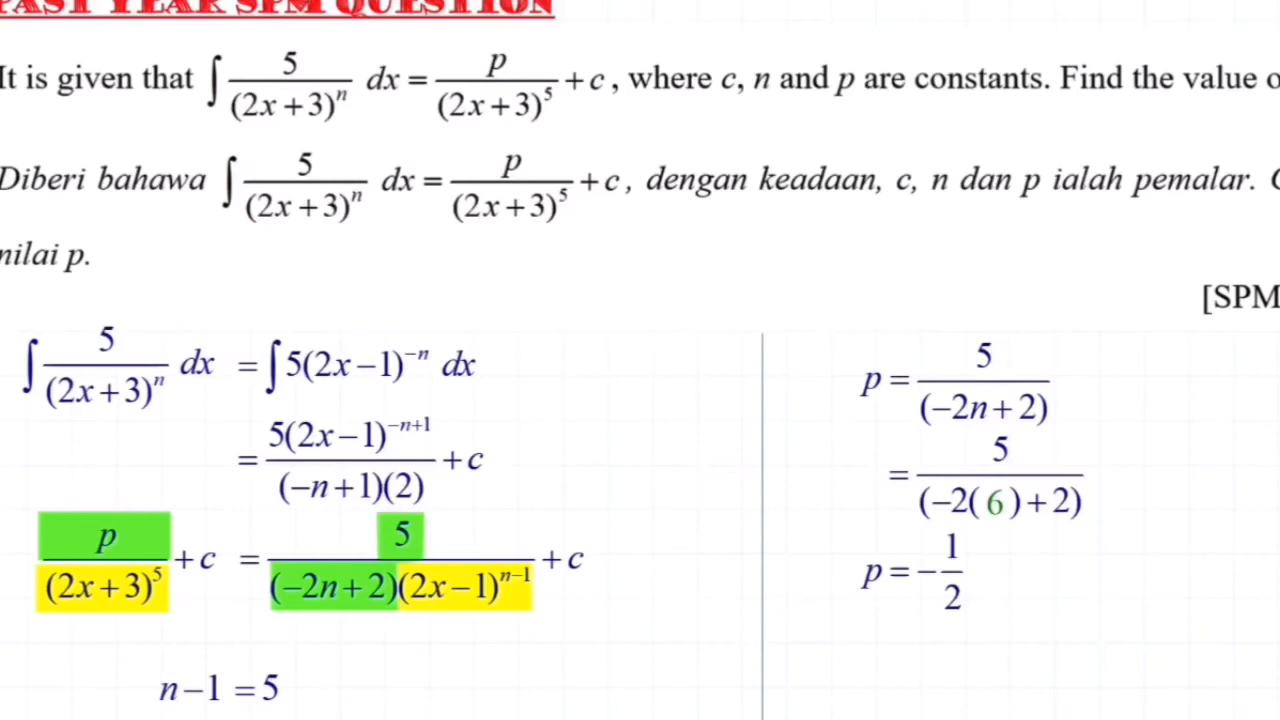 PAST YEAR SPM QUESTION
It is given that ∫ 5/(2x+3)ⁿ dx = p/(2x+3)⁵ + c, where c, n and p are constants. Find the value o
Diberi bahawa ∫ 5/(2x+3)ⁿ dx = p/(2x+3)⁵ + c, dengan keadaan, c, n dan p ialah pemalar.
nilai p.
[SPM
∫ 5/(2x+3)ⁿ dx = ∫ 5(2x−1)⁻ⁿ dx
= 5(2x−1)⁻ⁿ⁺¹/(−n+1)(2) + c
p/(2x+3)⁵ + c = 5/(−2n+2)(2x−1)ⁿ⁻¹ + c
n−1 = 5
p = 5/(−2n+2)
= 5/(−2(6)+2)
p = −1/2